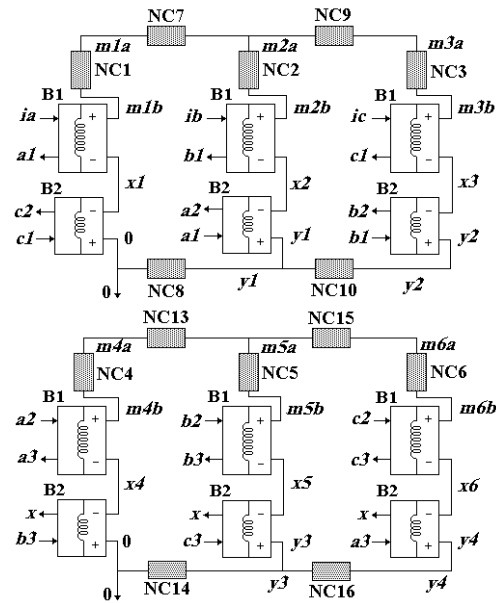 NC7 NC9
m1a m2a m3a
NC1 NC2 NC3
B1 B1 B1
ia m1b ib m2b ic m3b
a1 b1 c1
x1 x2 x3
B2 B2 B2
c2 a2 b2
c1 0 a1 y1 b1 y2
0 NC8 y1 NC10 y2
NC13 NC15
m4a m5a m6a
NC4 NC5 NC6
B1 B1 B1
a2 m4b b2 m5b c2 m6b
a3 b3 c3
x4 x5 x6
B2 B2 B2
x x x
b3 0 c3 y3 a3 y4
0 NC14 y3 NC16 y4